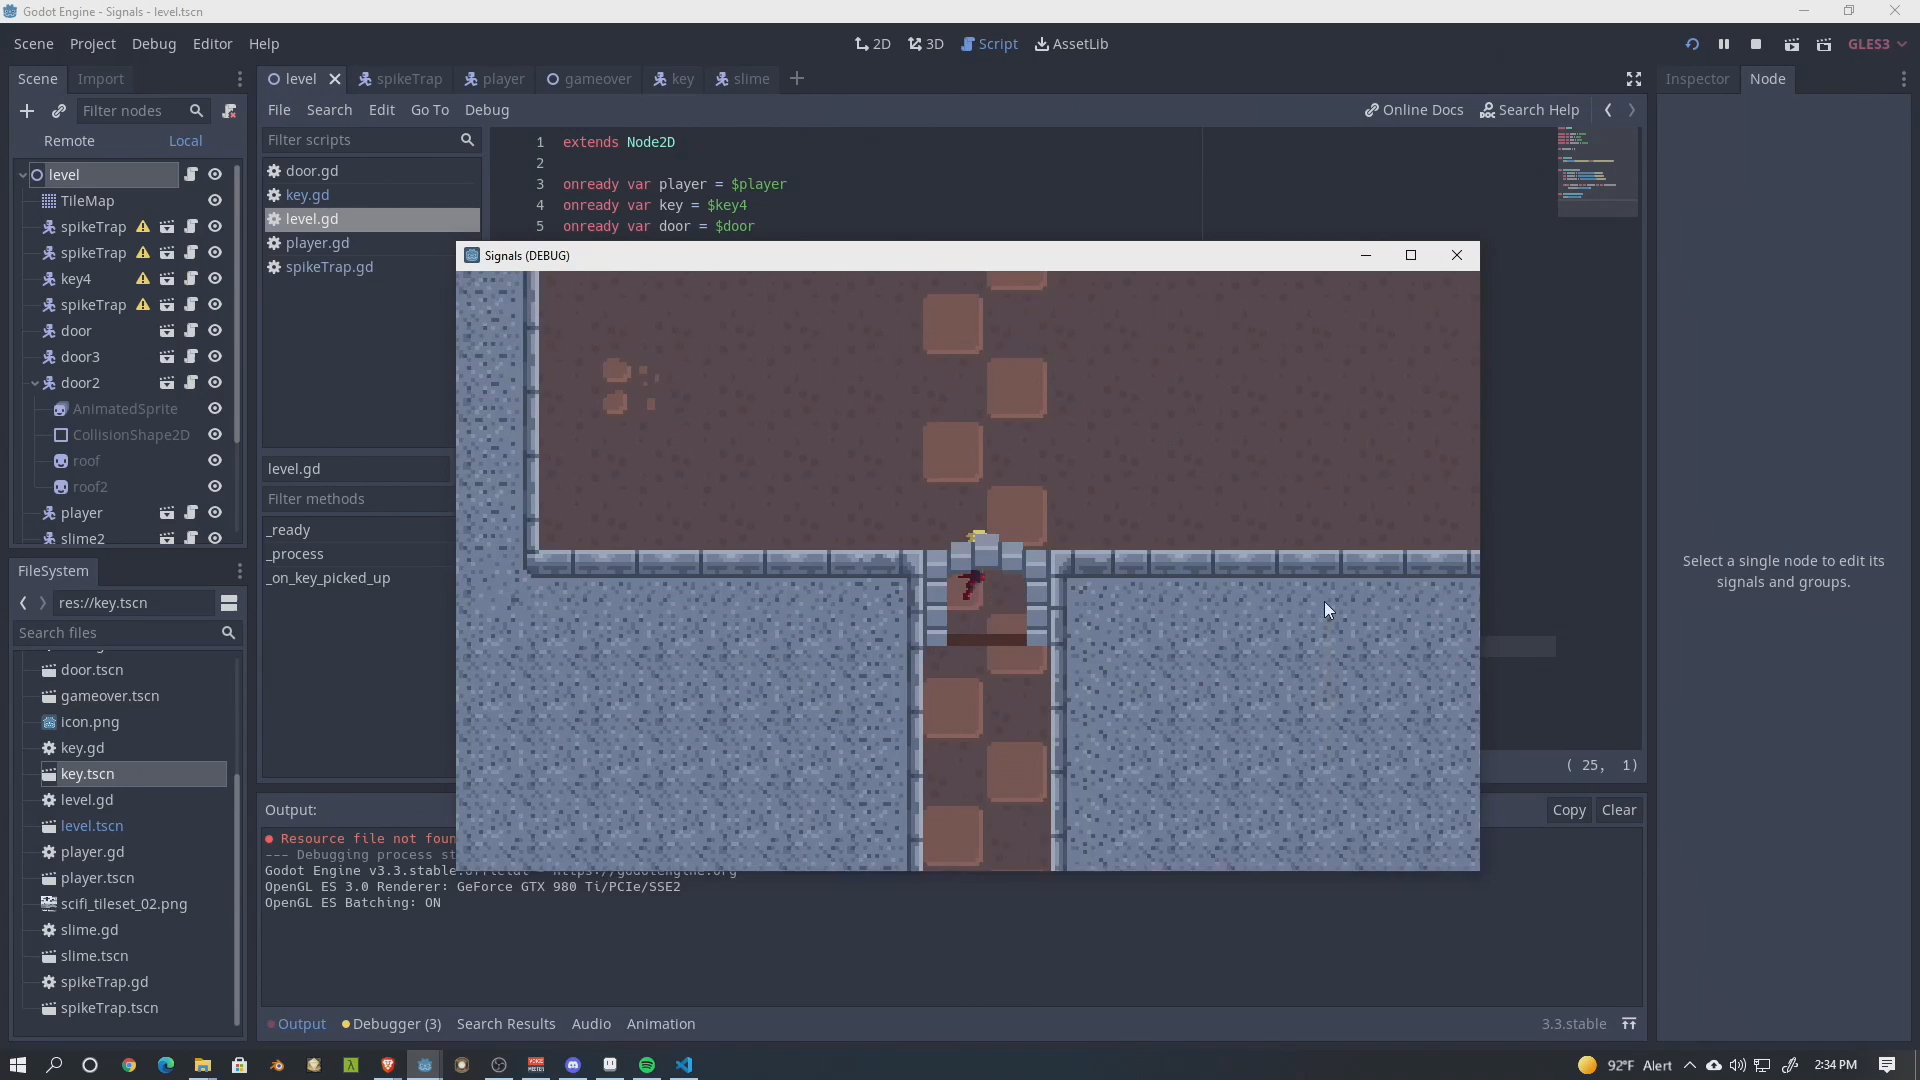 Godot Engine - Signals - level.tscn
Scene Project Debug Editor Help
2D 3D Script AssetLib
GLES3
Scene Import
level spikeTrap player gameover key slime
Inspector Node
Filter nodes
File Search Edit Go To Debug
Online Docs Search Help
Remote Local
Filter scripts
level
TileMap
spikeTrap
spikeTrap
key4
spikeTrap
door
door3
door2
AnimatedSprite
CollisionShape2D
roof
roof2
player
slime2
door.gd
key.gd
level.gd
player.gd
spikeTrap.gd
level.gd
Filter methods
_ready
_process
_on_key_picked_up
1 extends Node2D
2
3 onready var player = $player
4 onready var key = $key4
5 onready var door = $door
Signals (DEBUG)
Select a single node to edit its
signals and groups.
FileSystem
res://key.tscn
Search files
door.tscn
gameover.tscn
icon.png
key.gd
key.tscn
level.gd
level.tscn
player.gd
player.tscn
scifi_tileset_02.png
slime.gd
slime.tscn
spikeTrap.gd
spikeTrap.tscn
( 25, 1)
Output:
Copy Clear
Resource file not foun
--- Debugging process st
Godot Engine v3.3.stable.official - https://godotengine.org
OpenGL ES 3.0 Renderer: GeForce GTX 980 Ti/PCIe/SSE2
OpenGL ES Batching: ON
Output Debugger (3) Search Results Audio Animation
3.3.stable
92°F Alert
2:34 PM